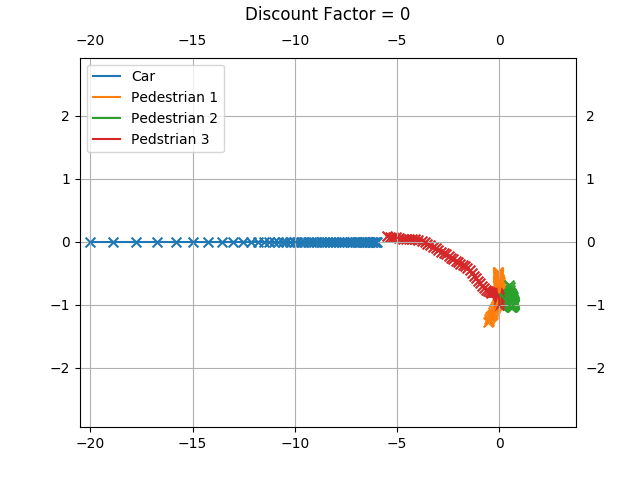 Discount Factor = 0
−20 −15 −10 −5 0
Car
Pedestrian 1
Pedestrian 2
Pedstrian 3
2 2
1 1
0 0
−1 −1
−2 −2
−20 −15 −10 −5 0